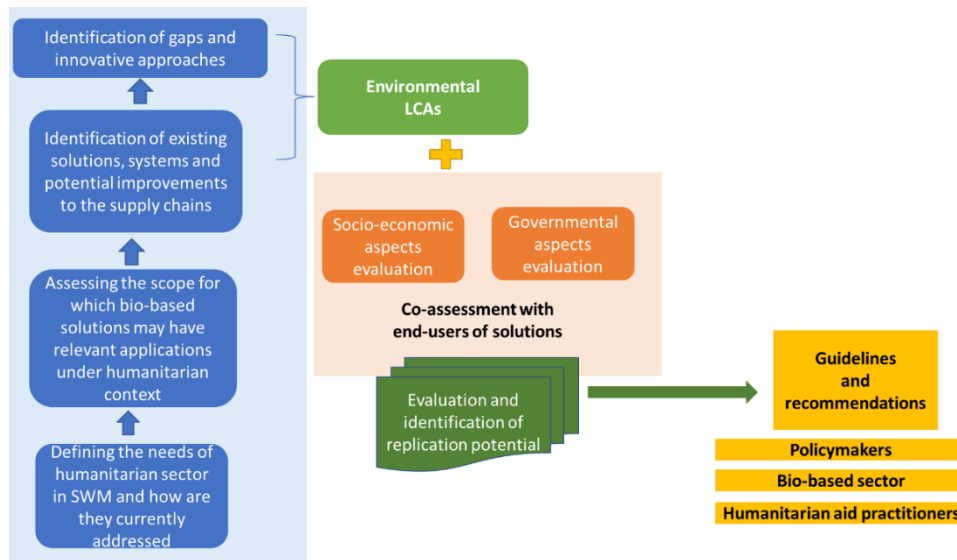 Identification of gaps and
innovative approaches
Identification of existing
solutions, systems and
potential improvements
to the supply chains
Assessing the scope for
which bio-based
solutions may have
relevant applications
under humanitarian
context
Defining the needs of
humanitarian sector
in SWM and how are
they currently
addressed
Environmental
LCAs
Socio-economic
aspects
evaluation
Governmental
aspects
evaluation
Co-assessment with
end-users of solutions
Evaluation and
identification of
replication potential
Guidelines
and
recommendations
Policymakers
Bio-based sector
Humanitarian aid practitioners